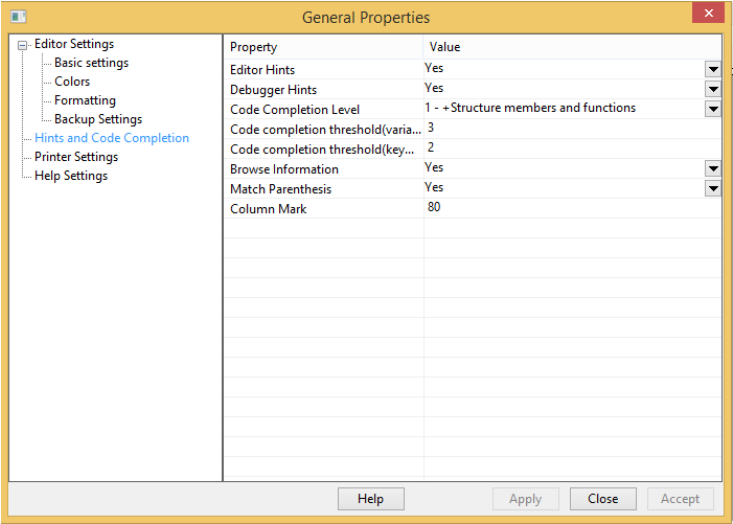 General Properties
Editor Settings
Basic settings
Colors
Formatting
Backup Settings
Hints and Code Completion
Printer Settings
Help Settings
Property Value
Editor Hints Yes
Debugger Hints Yes
Code Completion Level 1 - +Structure members and functions
Code completion threshold(varia... 3
Code completion threshold(key... 2
Browse Information Yes
Match Parenthesis Yes
Column Mark 80
Help Apply Close Accept